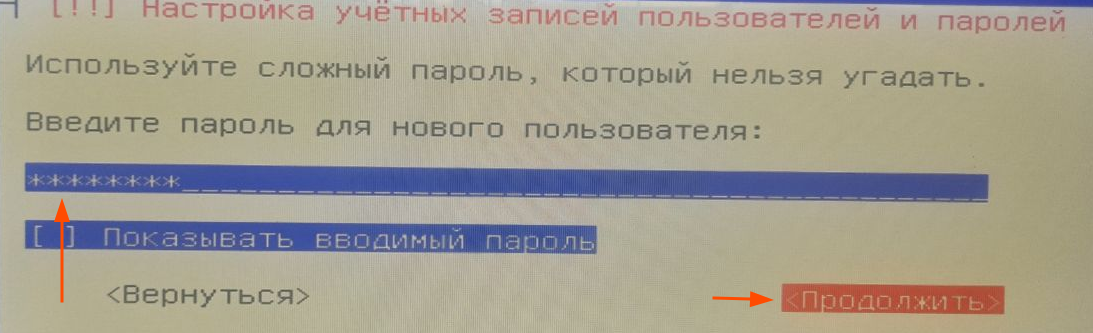 [!!] Настройка учётных записей пользователей и паролей
Используйте сложный пароль, который нельзя угадать.
Введите пароль для нового пользователя:
********
[ ] Показывать вводимый пароль
<Вернуться> <Продолжить>